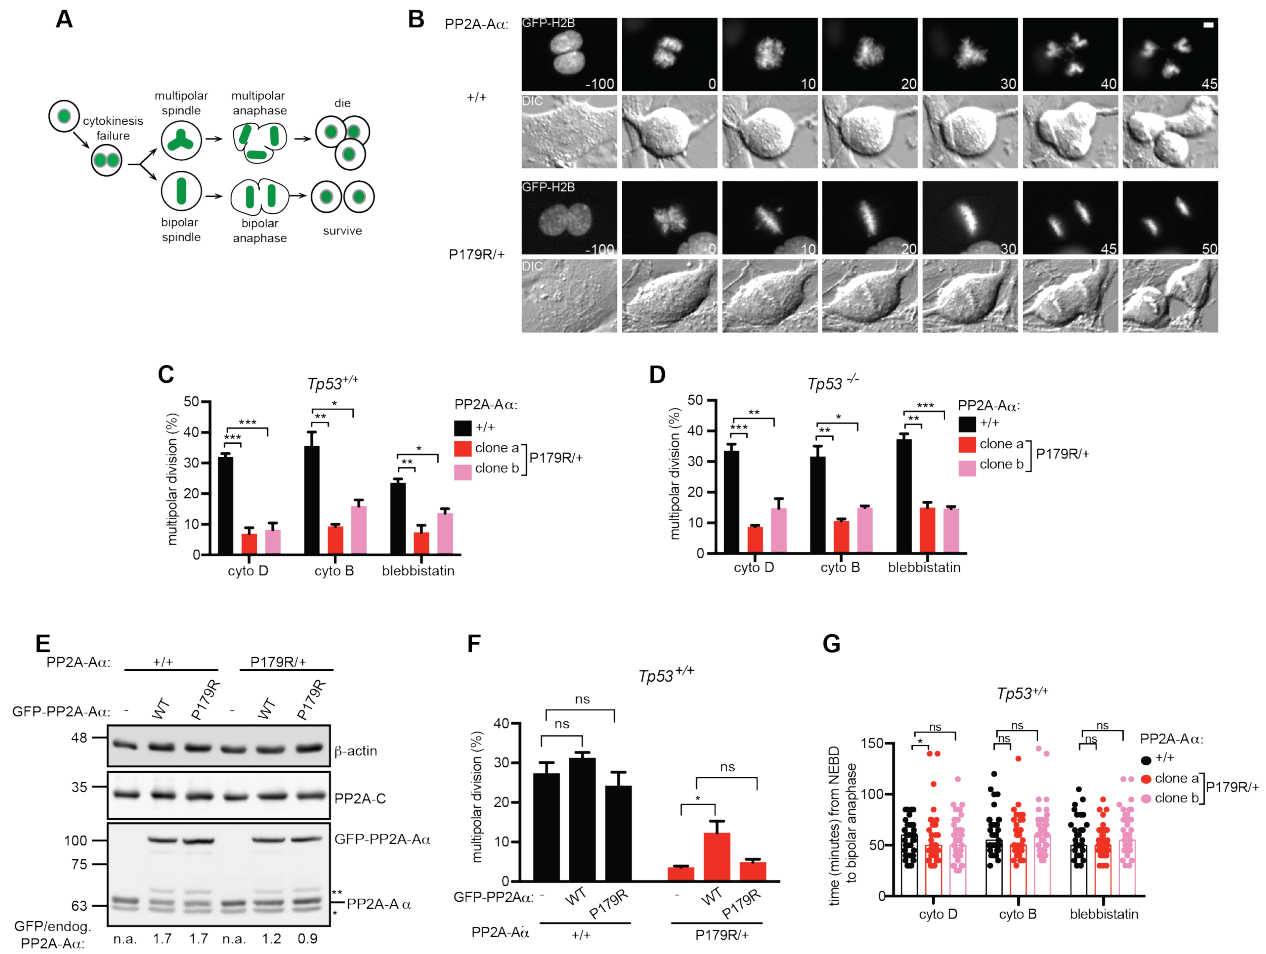 A
cytokinesis
failure
multipolar
spindle
multipolar
anaphase
die
bipolar
spindle
bipolar
anaphase
survive
B
PP2A-Aα:
+/+
GFP-H2B
-100
0
10
20
30
40
45
DIC
P179R/+
GFP-H2B
-100
-0
10
20
30
45
50
DIC
C
Tp53+/+
multipolar division (%)
50
40
30
20
10
0
***
***
**
*
**
*
cyto D
cyto B
blebbistatin
PP2A-Aα:
+/+
clone a
clone b
P179R/+
D
Tp53 -/-
multipolar division (%)
50
40
30
20
10
0
***
**
**
*
**
***
cyto D
cyto B
blebbistatin
PP2A-Aα:
+/+
clone a
clone b
P179R/+
E
PP2A-Aα:
+/+
P179R/+
GFP-PP2A-Aα:
-
WT
P179R
-
WT
P179R
48
β-actin
35
PP2A-C
100
GFP-PP2A-Aα
75
**
63
PP2A-A α
*
GFP/endog.
PP2A-Aα:
n.a.
1.7
1.7
n.a.
1.2
0.9
F
Tp53+/+
multipolar division (%)
40
30
20
10
0
ns
ns
ns
*
GFP-PP2Aα:
-
WT
P179R
-
WT
P179R
PP2A-Aα
+/+
P179R/+
G
Tp53+/+
time (minutes) from NEBD
to bipolar anaphase
150
100
50
0
ns
*
ns
ns
ns
ns
cyto D
cyto B
blebbistatin
PP2A-Aα:
+/+
clone a
clone b
P179R/+